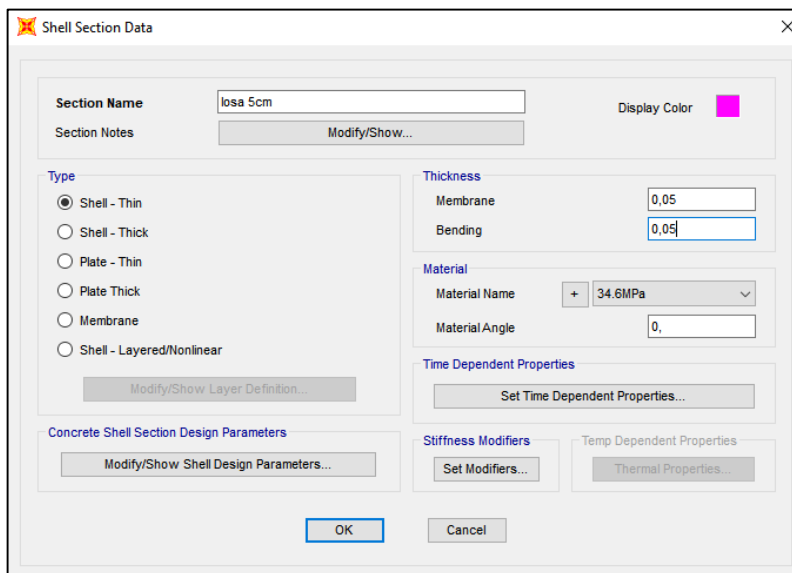 Shell Section Data
Section Name losa 5cm Display Color
Section Notes Modify/Show...
Type
Shell - Thin
Shell - Thick
Plate - Thin
Plate Thick
Membrane
Shell - Layered/Nonlinear
Modify/Show Layer Definition...
Concrete Shell Section Design Parameters
Modify/Show Shell Design Parameters...
Thickness
Membrane 0,05
Bending 0,05
Material
Material Name + 34.6MPa
Material Angle 0,
Time Dependent Properties
Set Time Dependent Properties...
Stiffness Modifiers
Set Modifiers...
Temp Dependent Properties
Thermal Properties...
OK Cancel